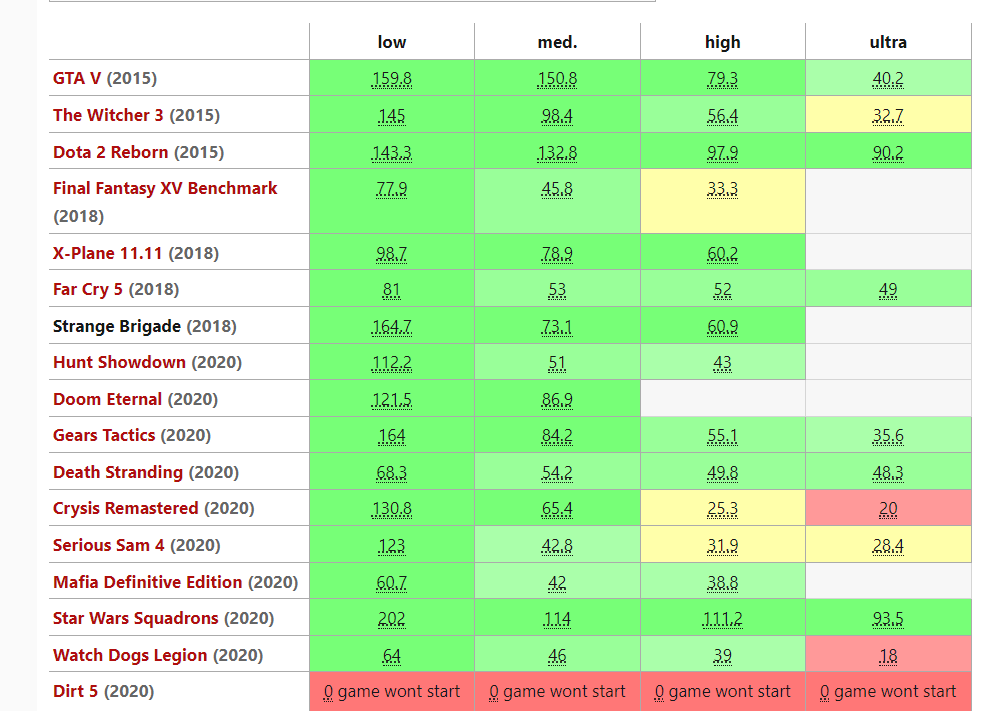 low med. high ultra
GTA V (2015) 159.8 150.8 79.3 40.2
The Witcher 3 (2015) 145 98.4 56.4 32.7
Dota 2 Reborn (2015) 143.3 132.8 97.9 90.2
Final Fantasy XV Benchmark 77.9 45.8 33.3
(2018)
X-Plane 11.11 (2018) 98.7 78.9 60.2
Far Cry 5 (2018) 81 53 52 49
Strange Brigade (2018) 164.7 73.1 60.9
Hunt Showdown (2020) 112.2 51 43
Doom Eternal (2020) 121.5 86.9
Gears Tactics (2020) 164 84.2 55.1 35.6
Death Stranding (2020) 68.3 54.2 49.8 48.3
Crysis Remastered (2020) 130.8 65.4 25.3 20
Serious Sam 4 (2020) 123 42.8 31.9 28.4
Mafia Definitive Edition (2020) 60.7 42 38.8
Star Wars Squadrons (2020) 202 114 111.2 93.5
Watch Dogs Legion (2020) 64 46 39 18
Dirt 5 (2020) 0 game wont start 0 game wont start 0 game wont start 0 game wont start